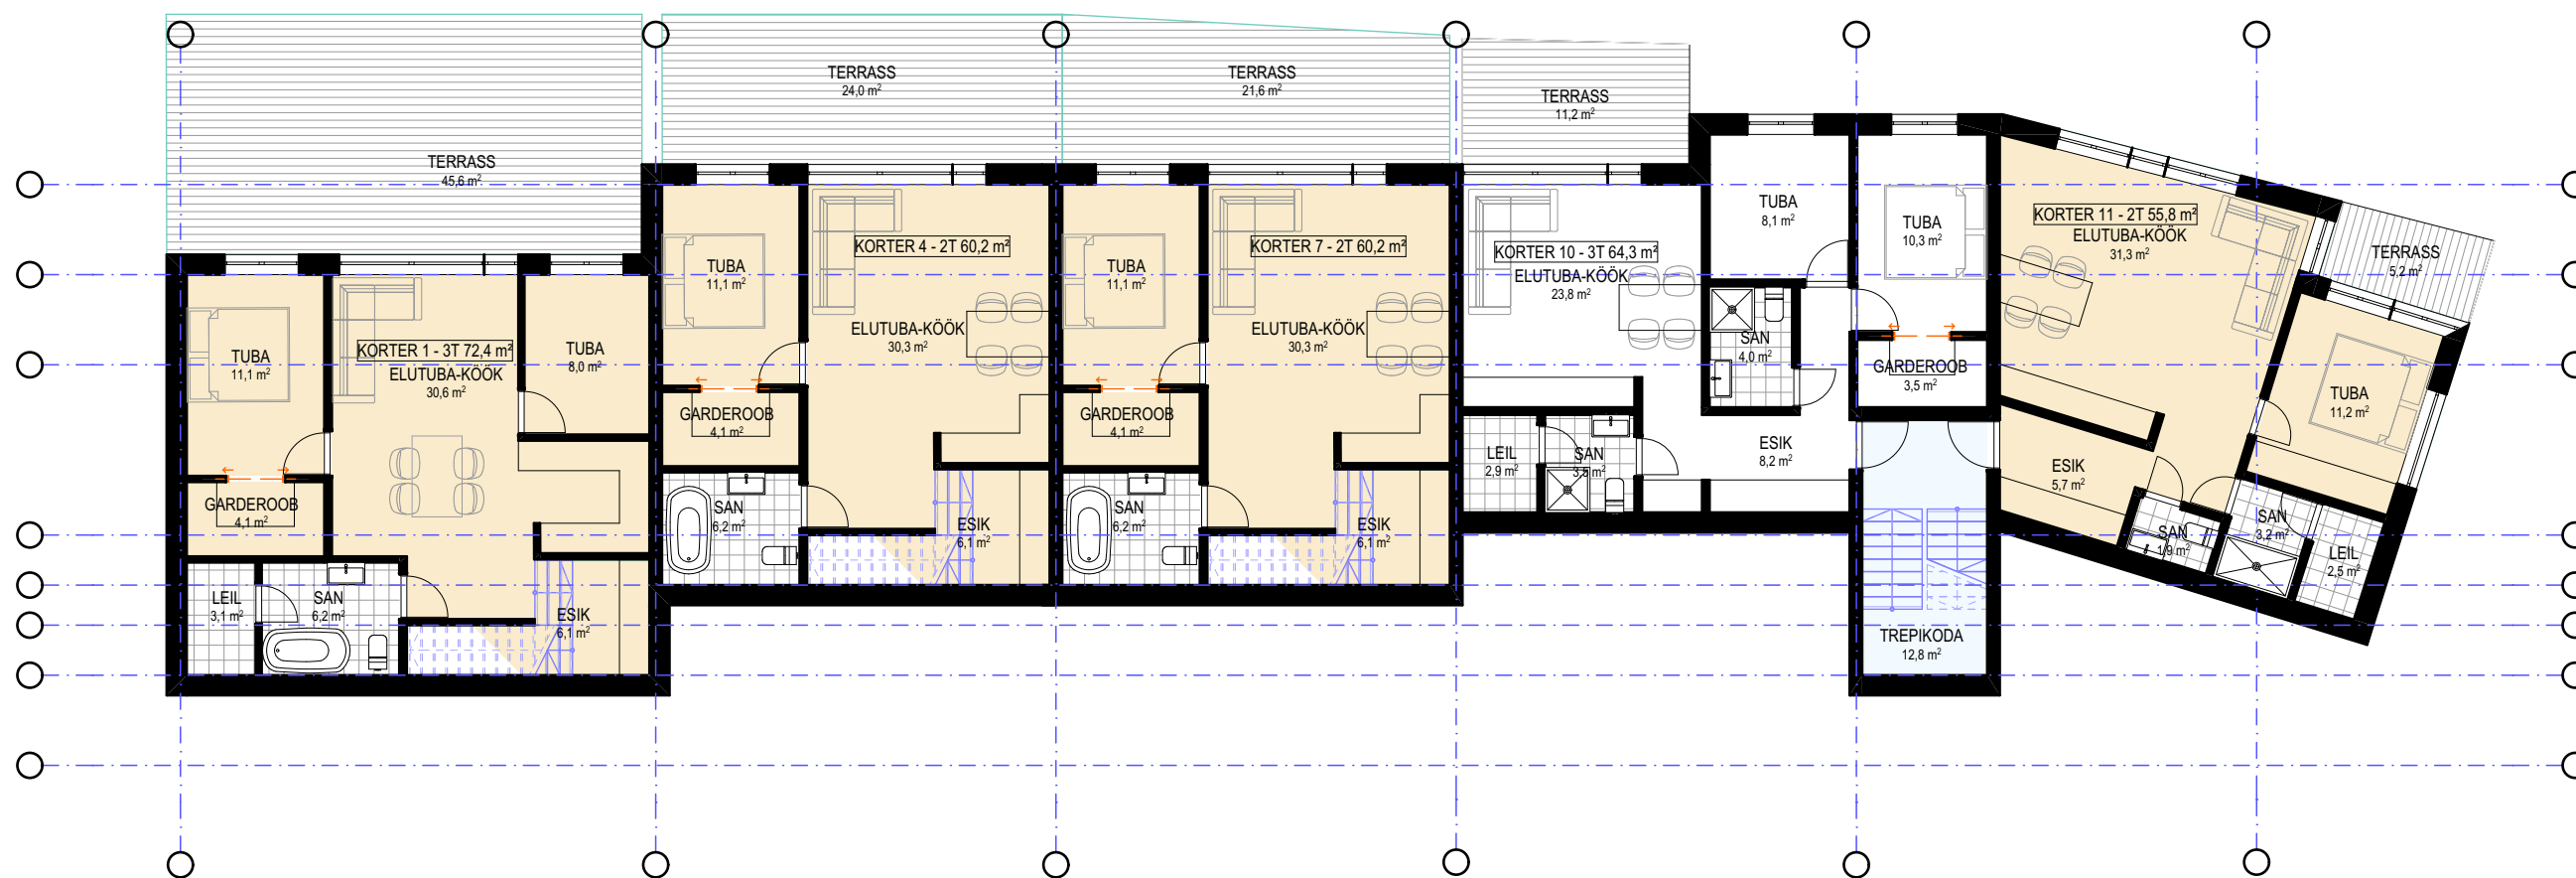 TERRASS
45,6 m²
TUBA
11,1 m²
KORTER 1 - 3T 72,4 m²
ELUTUBA-KÖÖK
30,6 m²
TUBA
8,0 m²
GARDEROOB
4,1 m²
LEIL
3,1 m²
SAN
6,2 m²
ESIK
6,1 m²
TERRASS
24,0 m²
TUBA
11,1 m²
KORTER 4 - 2T 60,2 m²
ELUTUBA-KÖÖK
30,3 m²
GARDEROOB
4,1 m²
SAN
6,2 m²
ESIK
6,1 m²
TERRASS
21,6 m²
TUBA
11,1 m²
KORTER 7 - 2T 60,2 m²
ELUTUBA-KÖÖK
30,3 m²
GARDEROOB
4,1 m²
SAN
6,2 m²
ESIK
6,1 m²
TERRASS
11,2 m²
KORTER 10 - 3T 64,3 m²
ELUTUBA-KÖÖK
23,8 m²
TUBA
8,1 m²
TUBA
10,3 m²
SAN
4,0 m²
GARDEROOB
3,5 m²
LEIL
2,9 m²
SAN
3,5 m²
ESIK
8,2 m²
TREPIKODA
12,8 m²
KORTER 11 - 2T 55,8 m²
ELUTUBA-KÖÖK
31,3 m²
TERRASS
5,2 m²
TUBA
11,2 m²
ESIK
5,7 m²
SAN
1,9 m²
SAN
3,2 m²
LEIL
2,5 m²